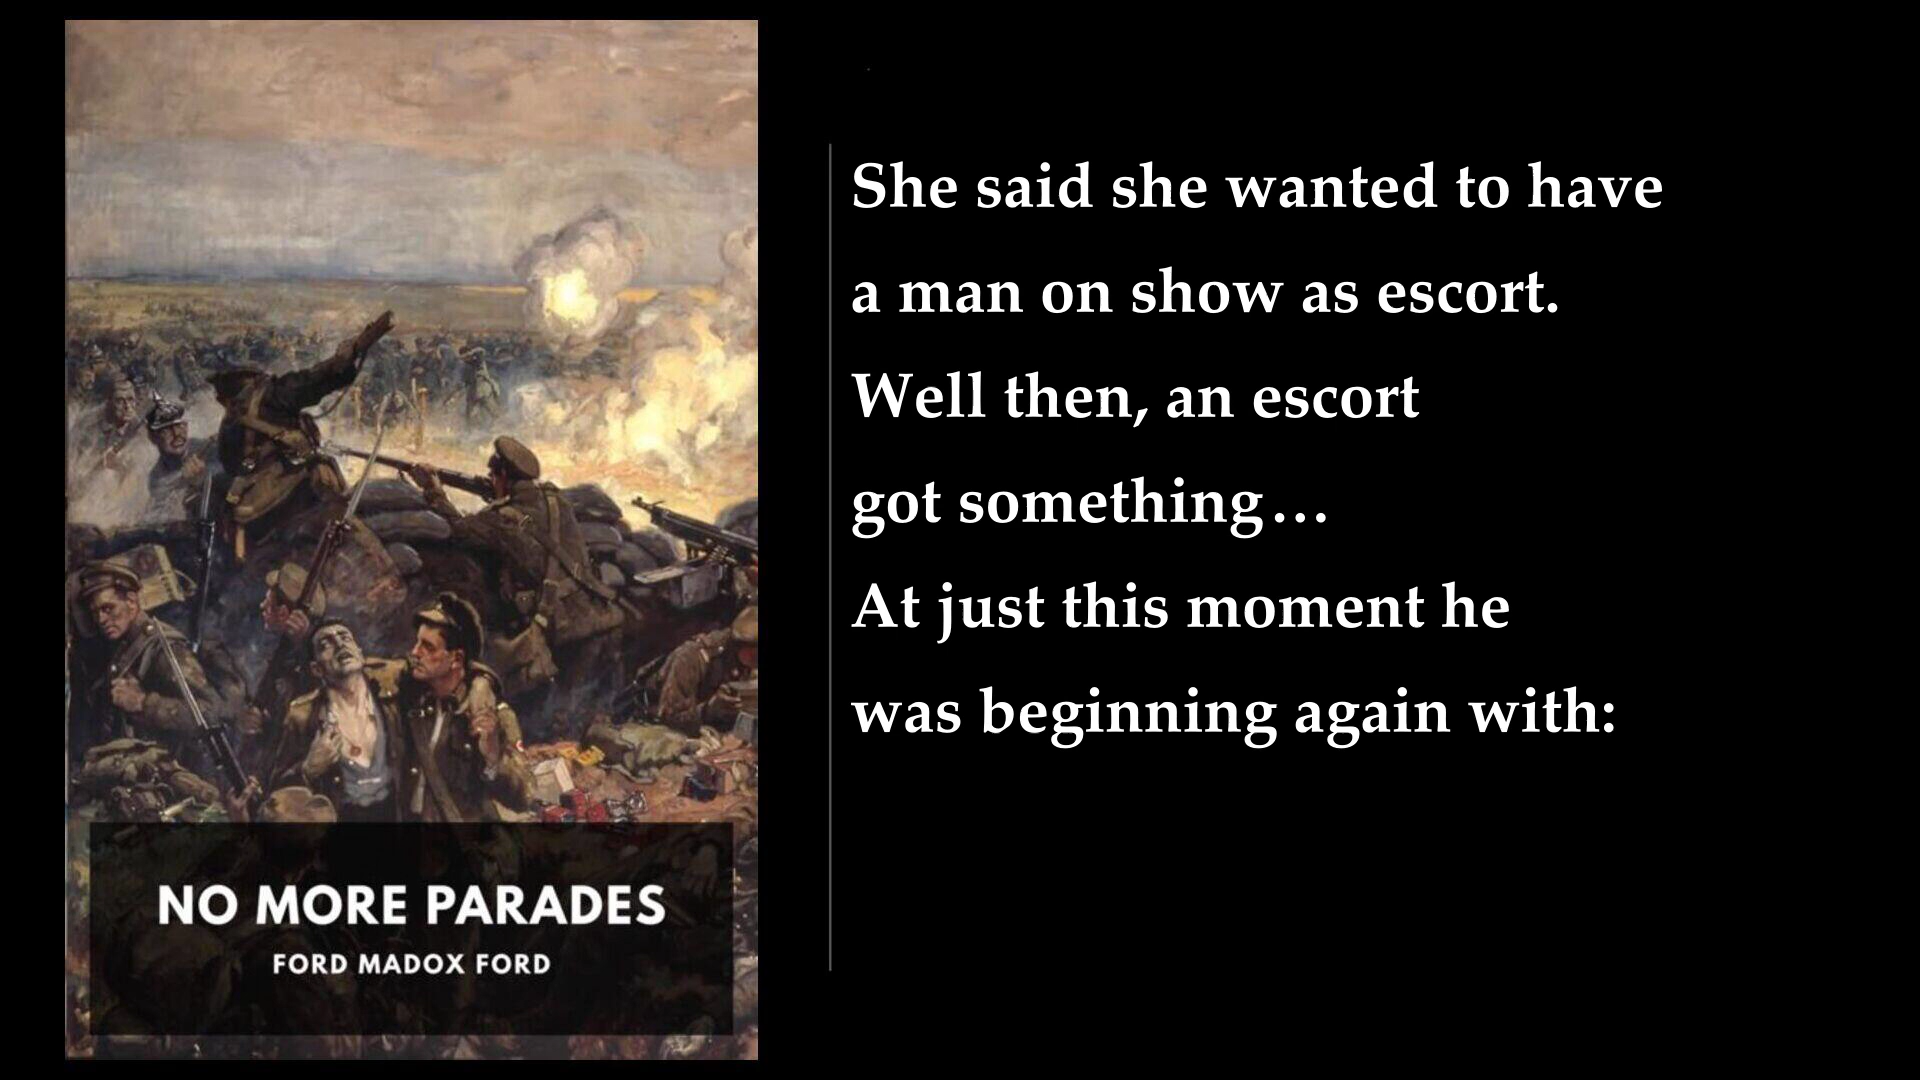 She said she wanted to have
a man on show as escort.
Well then, an escort
got something…
At just this moment he
was beginning again with:
NO MORE PARADES
FORD MADOX FORD